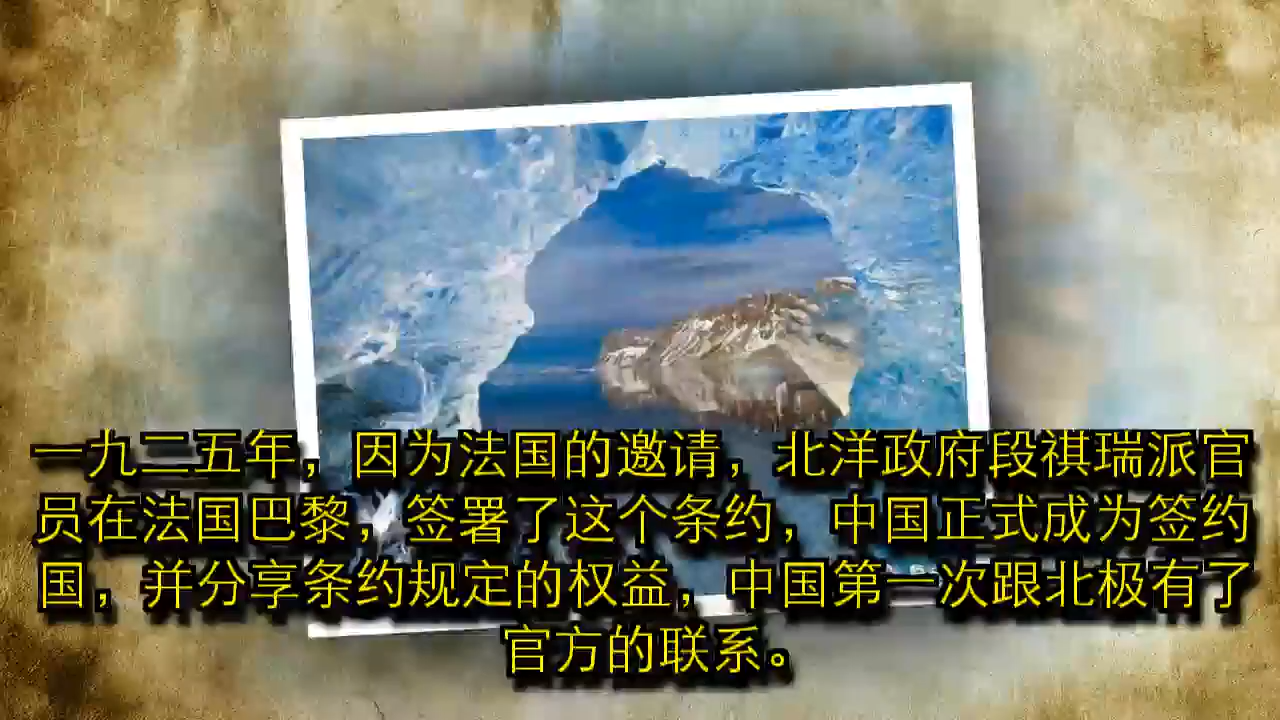 一九二五年，因为法国的邀请，北洋政府段祺瑞派官
员在法国巴黎，签署了这个条约，中国正式成为签约
国，并分享条约规定的权益，中国第一次跟北极有了
官方的联系。